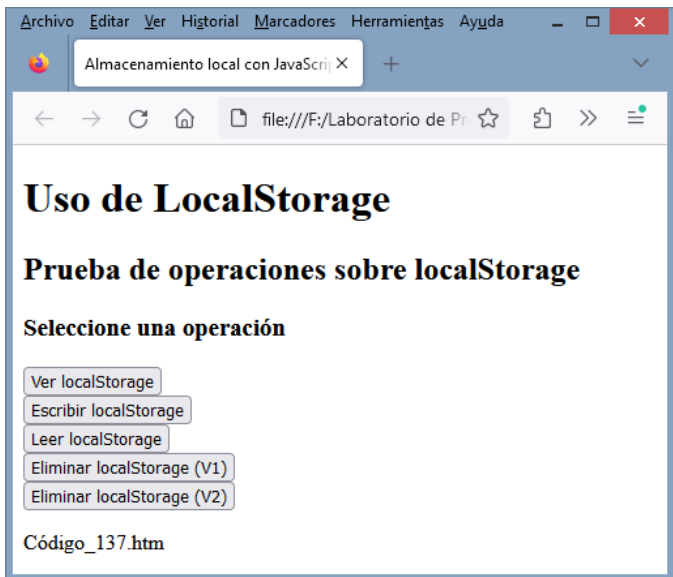 Archivo Editar Ver Historial Marcadores Herramientas Ayuda
Almacenamiento local con JavaScrip
file:///F:/Laboratorio de Pr
Uso de LocalStorage
Prueba de operaciones sobre localStorage
Seleccione una operación
Ver localStorage
Escribir localStorage
Leer localStorage
Eliminar localStorage (V1)
Eliminar localStorage (V2)
Código_137.htm